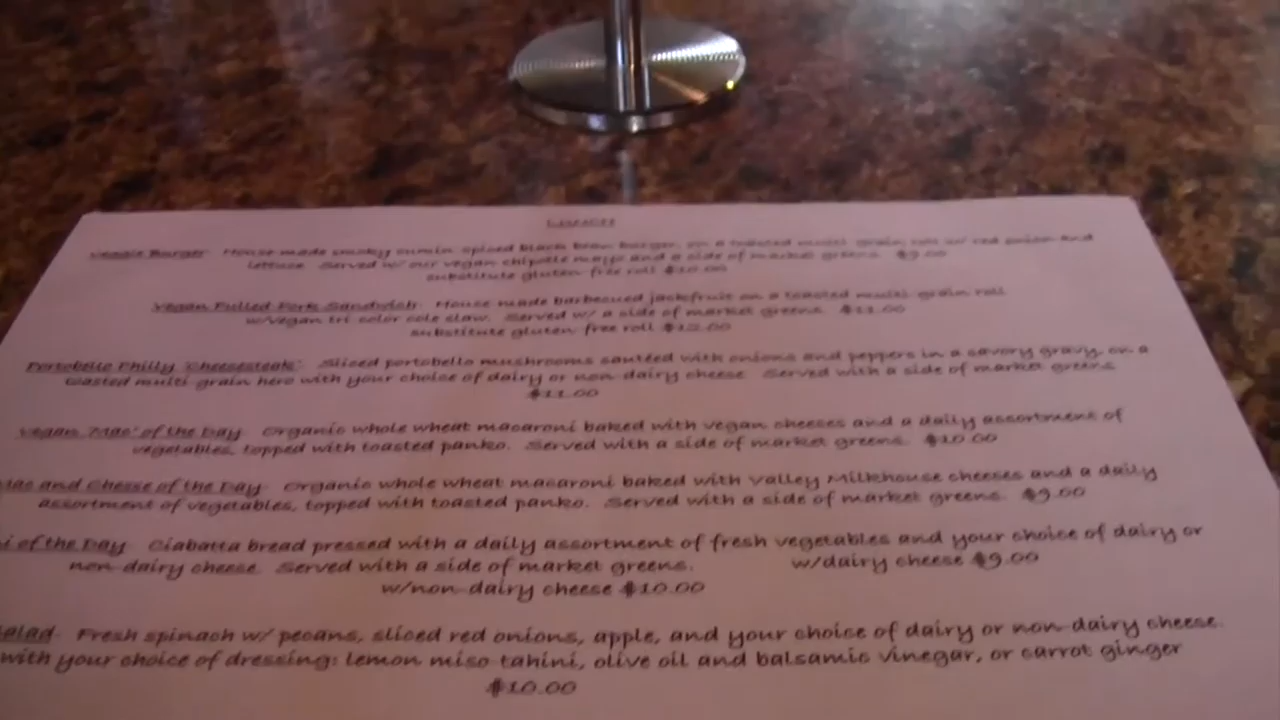 LUNCH
Veggie Burger House made smoky cumin spiced black bean burger, on a toasted multi-grain roll w/ red onion and
lettuce. Served w/ our vegan chipotle mayo and a side of market greens. $9.00
substitute gluten-free roll $10.00
Vegan Pulled Pork Sandwich: House made barbecued jackfruit on a toasted multi-grain roll
w/vegan tri color cole slaw. Served w/ a side of market greens. $11.00
substitute gluten-free roll $12.00
Portobello Philly "Cheesesteak": Sliced portobello mushrooms sautéed with onions and peppers in a savory gravy, on a
toasted multi-grain hero with your choice of dairy or non-dairy cheese. Served with a side of market greens.
$11.00
Vegan "Mac" of the Day Organic whole wheat macaroni baked with vegan cheeses and a daily assortment of
vegetables, topped with toasted panko. Served with a side of market greens. $10.00
Mac and Cheese of the Day Organic whole wheat macaroni baked with Valley Milkhouse cheeses and a daily
assortment of vegetables, topped with toasted panko. Served with a side of market greens. $9.00
i of the Day Ciabatta bread pressed with a daily assortment of fresh vegetables and your choice of dairy or
non-dairy cheese. Served with a side of market greens. w/dairy cheese $9.00
w/non-dairy cheese $10.00
alad Fresh spinach w/ pecans, sliced red onions, apple, and your choice of dairy or non-dairy cheese.
with your choice of dressing: lemon miso tahini, olive oil and balsamic vinegar, or carrot ginger
$10.00